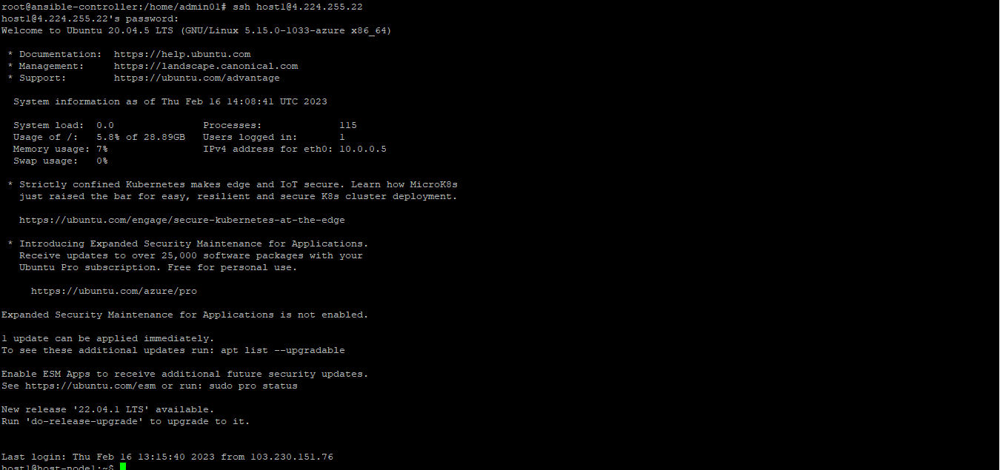 root@ansible-controller:/home/admin01# ssh host1@4.224.255.22
host1@4.224.255.22's password:
Welcome to Ubuntu 20.04.5 LTS (GNU/Linux 5.15.0-1033-azure x86_64)

 * Documentation:  https://help.ubuntu.com
 * Management:     https://landscape.canonical.com
 * Support:        https://ubuntu.com/advantage

  System information as of Thu Feb 16 14:08:41 UTC 2023

  System load:  0.0               Processes:             115
  Usage of /:   5.8% of 28.89GB   Users logged in:       1
  Memory usage: 7%                IPv4 address for eth0: 10.0.0.5
  Swap usage:   0%

 * Strictly confined Kubernetes makes edge and IoT secure. Learn how MicroK8s
   just raised the bar for easy, resilient and secure K8s cluster deployment.

   https://ubuntu.com/engage/secure-kubernetes-at-the-edge

 * Introducing Expanded Security Maintenance for Applications.
   Receive updates to over 25,000 software packages with your
   Ubuntu Pro subscription. Free for personal use.

     https://ubuntu.com/azure/pro

Expanded Security Maintenance for Applications is not enabled.

1 update can be applied immediately.
To see these additional updates run: apt list --upgradable

Enable ESM Apps to receive additional future security updates.
See https://ubuntu.com/esm or run: sudo pro status

New release '22.04.1 LTS' available.
Run 'do-release-upgrade' to upgrade to it.


Last login: Thu Feb 16 13:15:40 2023 from 103.230.151.76
host1@host-node1:~$